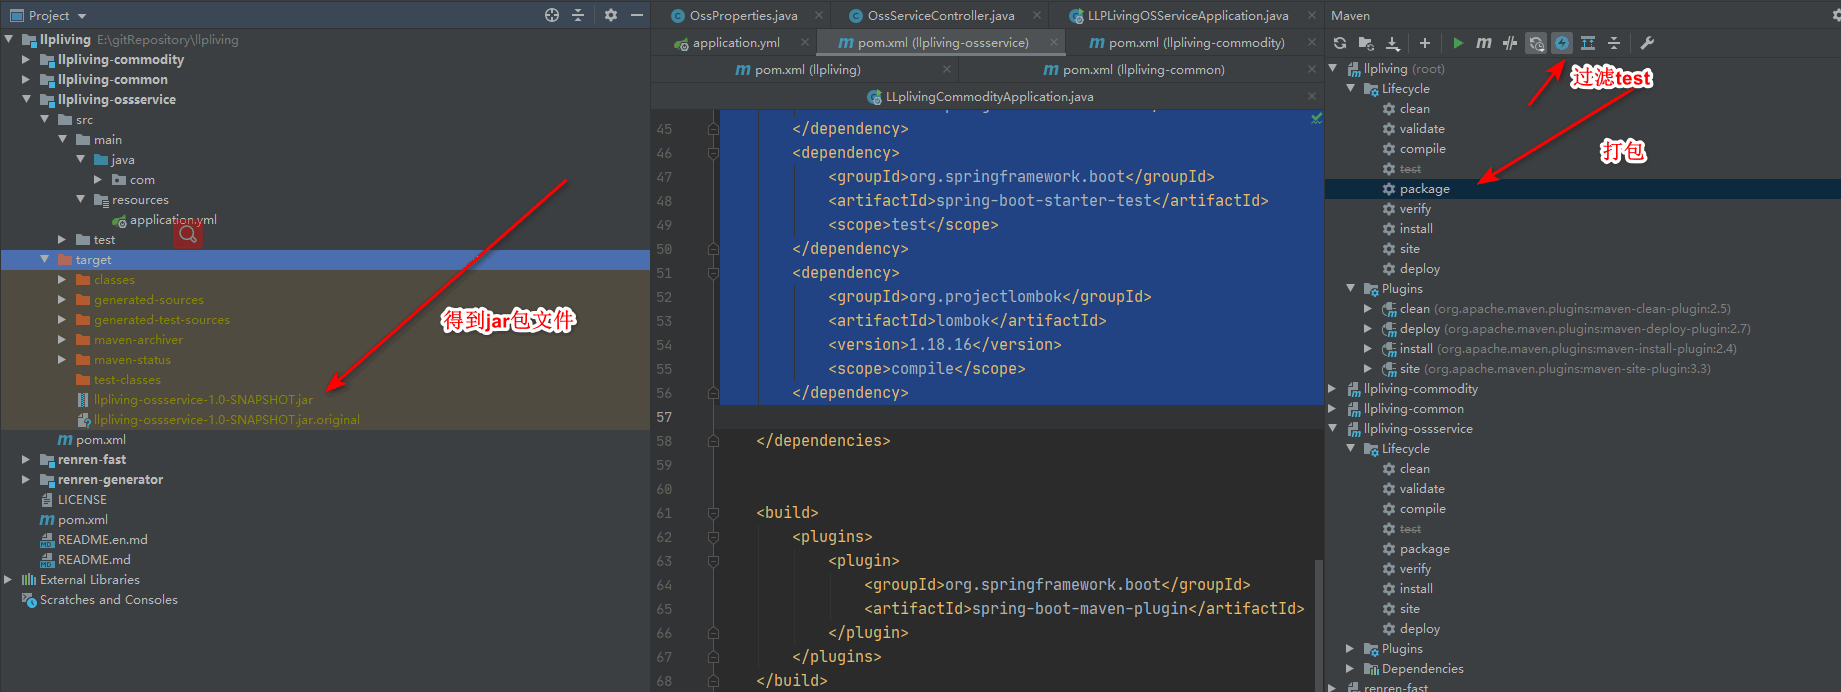 Project
llpliving E:\gitRepository\llpliving
llpliving-commodity
llpliving-common
llpliving-ossservice
src
main
java
com
resources
application.yml
test
target
classes
generated-sources
generated-test-sources
maven-archiver
maven-status
test-classes
llpliving-ossservice-1.0-SNAPSHOT.jar
llpliving-ossservice-1.0-SNAPSHOT.jar.original
pom.xml
renren-fast
renren-generator
LICENSE
pom.xml
README.en.md
README.md
External Libraries
Scratches and Consoles
得到jar包文件
OssProperties.java
OssServiceController.java
LLPLivingOSServiceApplication.java
application.yml
pom.xml (llpliving-ossservice)
pom.xml (llpliving-commodity)
pom.xml (llpliving)
pom.xml (llpliving-common)
LLplivingCommodityApplication.java
45 </dependency>
46 <dependency>
47 <groupId>org.springframework.boot</groupId>
48 <artifactId>spring-boot-starter-test</artifactId>
49 <scope>test</scope>
50 </dependency>
51 <dependency>
52 <groupId>org.projectlombok</groupId>
53 <artifactId>lombok</artifactId>
54 <version>1.18.16</version>
55 <scope>compile</scope>
56 </dependency>
57
58 </dependencies>
59
60
61 <build>
62 <plugins>
63 <plugin>
64 <groupId>org.springframework.boot</groupId>
65 <artifactId>spring-boot-maven-plugin</artifactId>
66 </plugin>
67 </plugins>
68 </build>
Maven
llpliving (root)
Lifecycle
clean
validate
compile
test
package
verify
install
site
deploy
Plugins
clean (org.apache.maven.plugins:maven-clean-plugin:2.5)
deploy (org.apache.maven.plugins:maven-deploy-plugin:2.7)
install (org.apache.maven.plugins:maven-install-plugin:2.4)
site (org.apache.maven.plugins:maven-site-plugin:3.3)
llpliving-commodity
llpliving-common
llpliving-ossservice
Lifecycle
clean
validate
compile
test
package
verify
install
site
deploy
Plugins
Dependencies
renren-fast
过滤test
打包